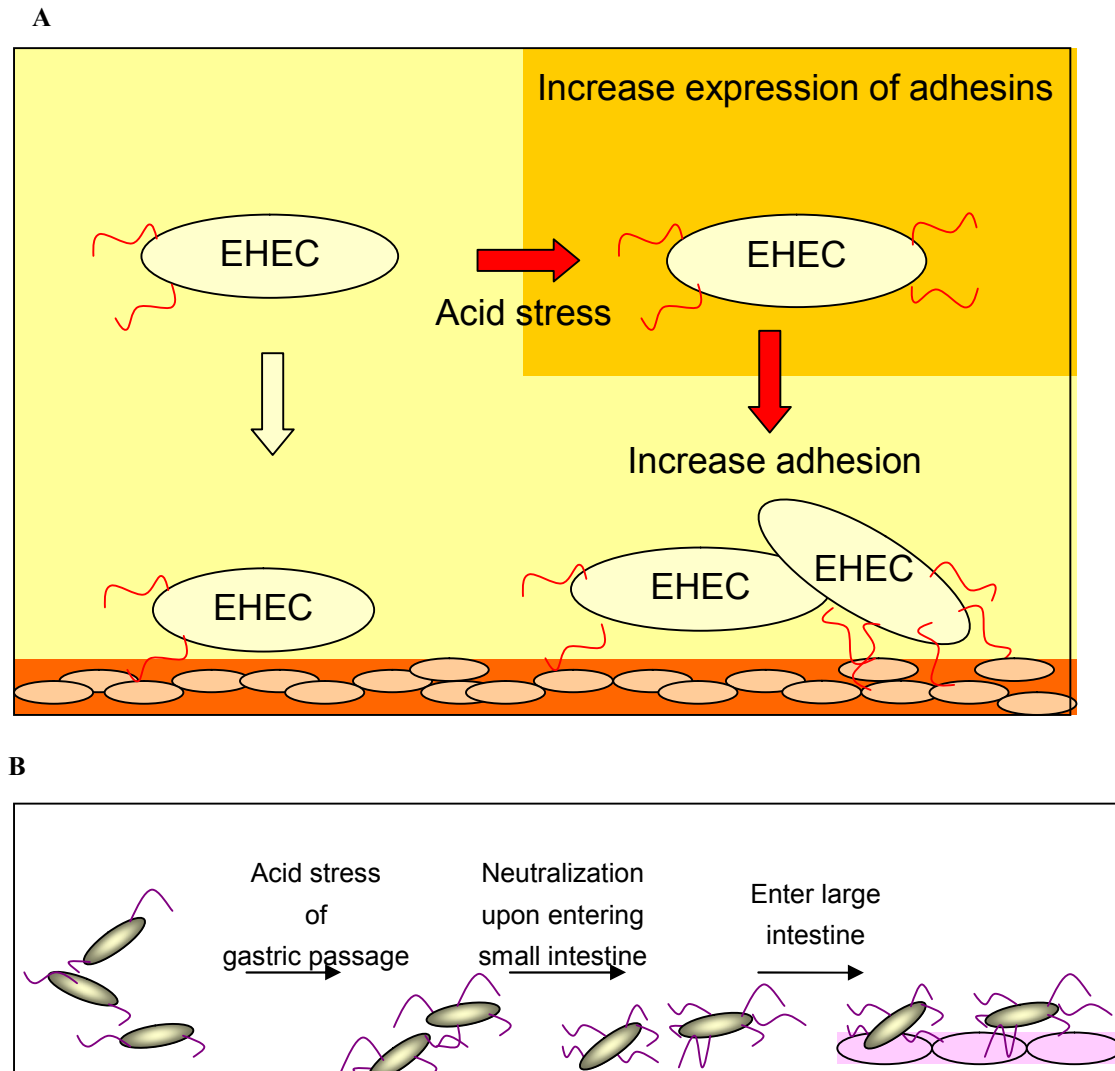 A
Increase expression of adhesins
EHEC
EHEC
Acid stress
Increase adhesion
EHEC
EHEC
EHEC
B
Acid stress
of
gastric passage
Neutralization
upon entering
small intestine
Enter large
intestine